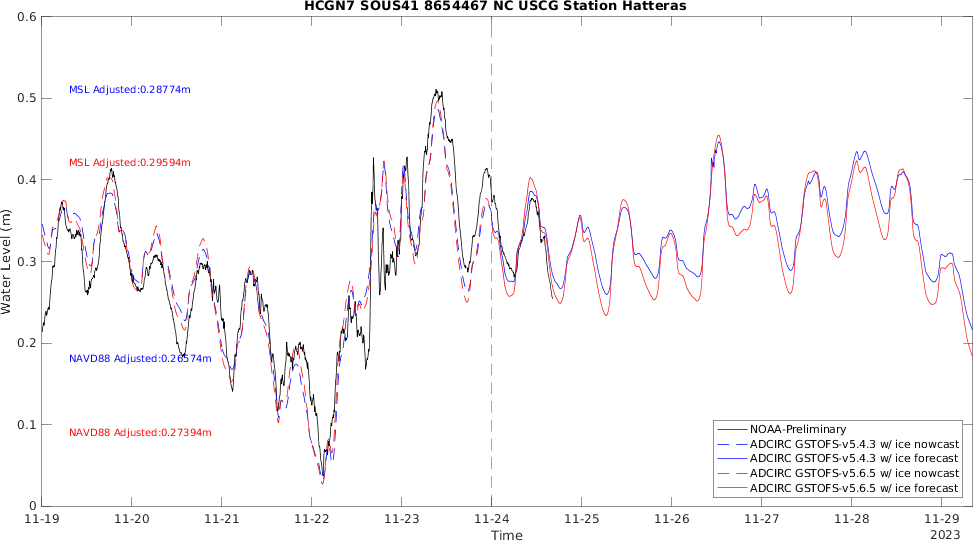 HCGN7 SOUS41 8654467 NC USCG Station Hatteras
0.6
0.5
0.4
0.3
0.2
0.1
0
Water Level (m)
MSL Adjusted:0.28774m
MSL Adjusted:0.29594m
NAVD88 Adjusted:0.26574m
NAVD88 Adjusted:0.27394m
NOAA-Preliminary
ADCIRC GSTOFS-v5.4.3 w/ ice nowcast
ADCIRC GSTOFS-v5.4.3 w/ ice forecast
ADCIRC GSTOFS-v5.6.5 w/ ice nowcast
ADCIRC GSTOFS-v5.6.5 w/ ice forecast
11-19 11-20 11-21 11-22 11-23 11-24 11-25 11-26 11-27 11-28 11-29
Time 2023